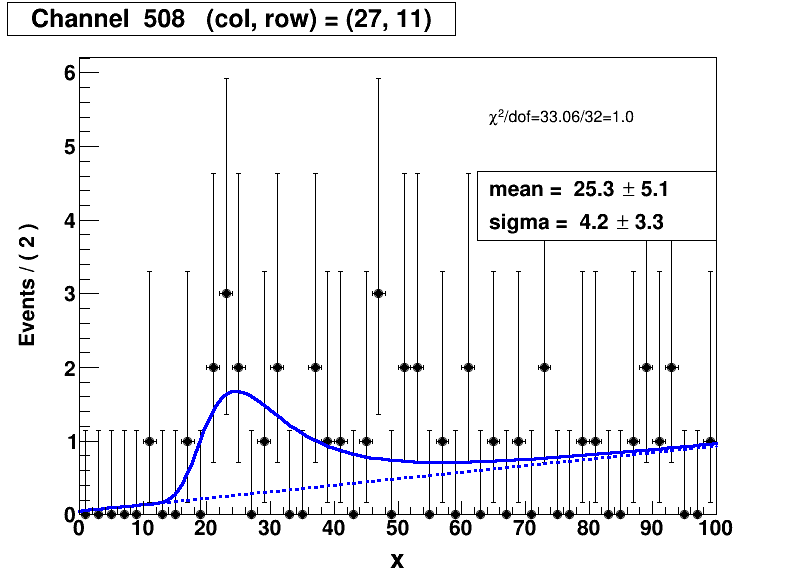 Channel 508 (col, row) = (27, 11)
χ²/dof=33.06/32=1.0
mean = 25.3 ± 5.1
sigma = 4.2 ± 3.3
Events / ( 2 )
6
5
4
3
2
1
0
0 10 20 30 40 50 60 70 80 90 100
x